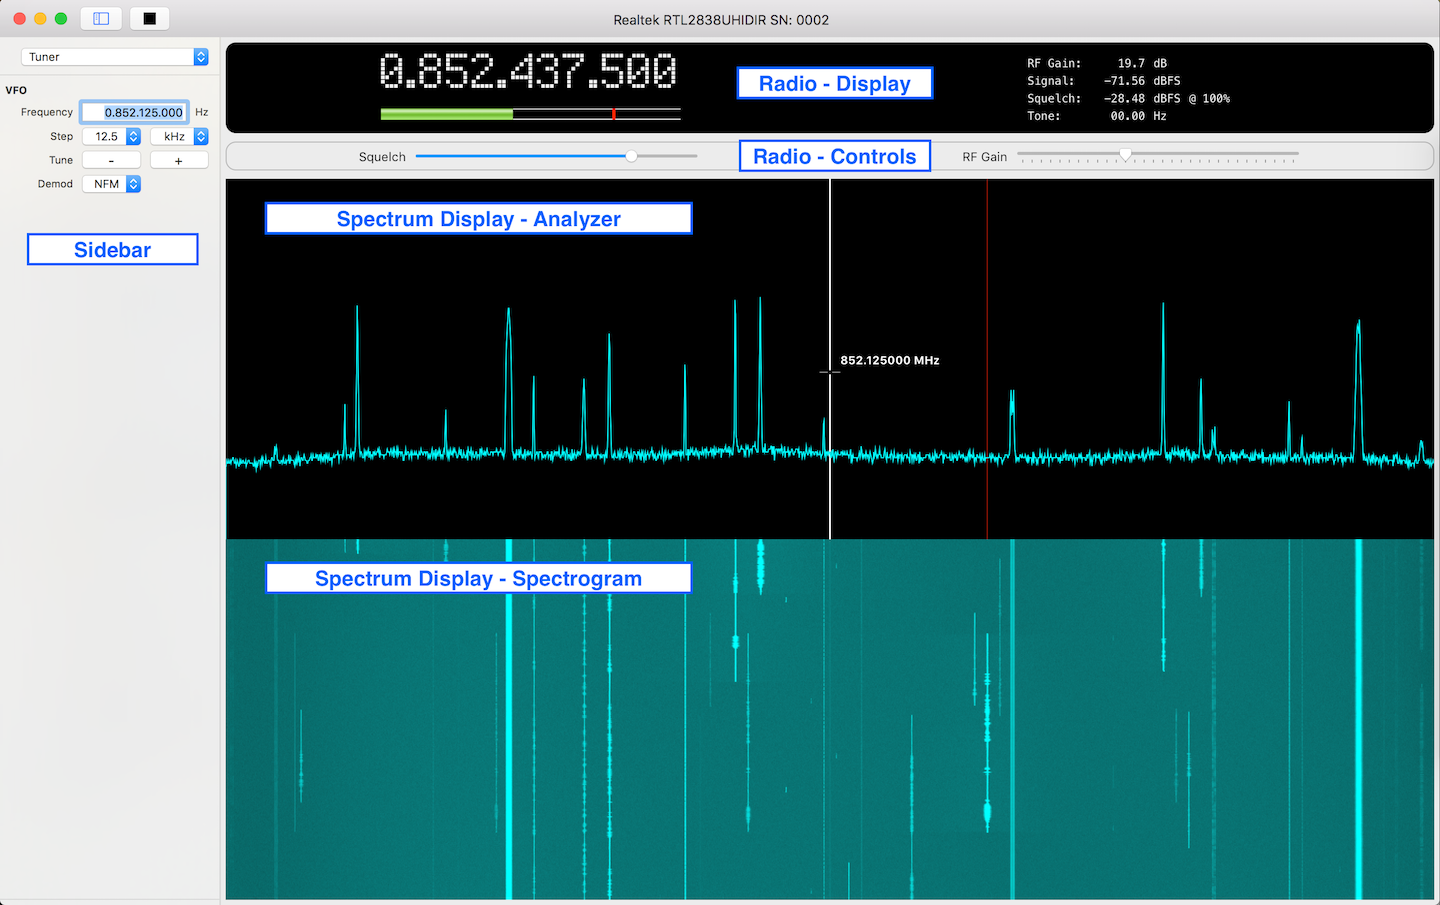 Realtek RTL2838UHIDIR SN: 0002
Tuner
VFO
Frequency 0.852.125.000 Hz
Step 12.5 kHz
Tune - +
Demod NFM
Sidebar
0.852.437.500
Radio - Display
RF Gain: 19.7 dB
Signal: -71.56 dBFS
Squelch: -28.48 dBFS @ 100%
Tone: 00.00 Hz
Squelch
Radio - Controls
RF Gain
Spectrum Display - Analyzer
852.125000 MHz
Spectrum Display - Spectrogram